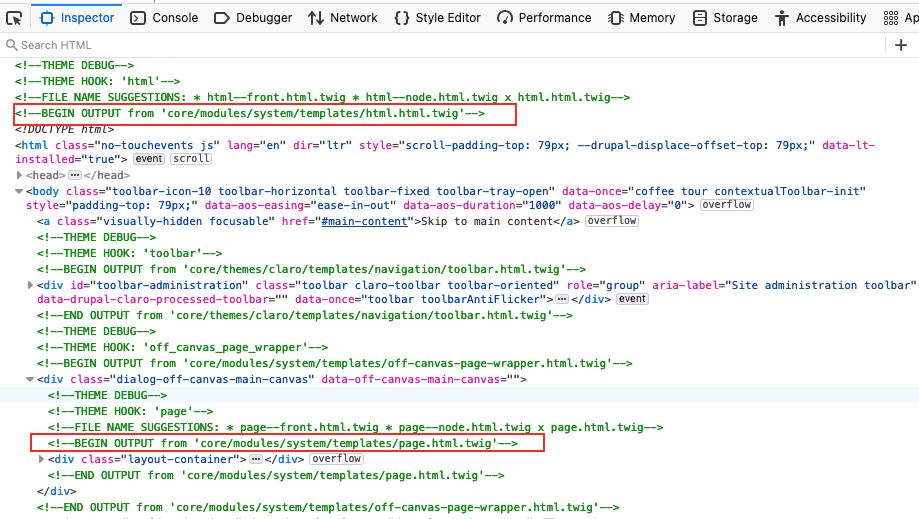 Inspector Console Debugger Network {} Style Editor Performance Memory Storage Accessibility Ap
Search HTML +
<!--THEME DEBUG-->
<!--THEME HOOK: 'html'-->
<!--FILE NAME SUGGESTIONS: * html--front.html.twig * html--node.html.twig x html.html.twig-->
<!--BEGIN OUTPUT from 'core/modules/system/templates/html.html.twig'-->
<!DOCTYPE html>
<html class="no-touchevents js" lang="en" dir="ltr" style="scroll-padding-top: 79px; --drupal-displace-offset-top: 79px;" data-lt-
installed="true"> event scroll
<head>…</head>
<body class="toolbar-icon-10 toolbar-horizontal toolbar-fixed toolbar-tray-open" data-once="coffee tour contextualToolbar-init"
style="padding-top: 79px;" data-aos-easing="ease-in-out" data-aos-duration="1000" data-aos-delay="0"> overflow
<a class="visually-hidden focusable" href="#main-content">Skip to main content</a> overflow
<!--THEME DEBUG-->
<!--THEME HOOK: 'toolbar'-->
<!--BEGIN OUTPUT from 'core/themes/claro/templates/navigation/toolbar.html.twig'-->
<div id="toolbar-administration" class="toolbar claro-toolbar toolbar-oriented" role="group" aria-label="Site administration toolbar"
data-drupal-claro-processed-toolbar="" data-once="toolbar toolbarAntiFlicker">…</div> event
<!--END OUTPUT from 'core/themes/claro/templates/navigation/toolbar.html.twig'-->
<!--THEME DEBUG-->
<!--THEME HOOK: 'off_canvas_page_wrapper'-->
<!--BEGIN OUTPUT from 'core/modules/system/templates/off-canvas-page-wrapper.html.twig'-->
<div class="dialog-off-canvas-main-canvas" data-off-canvas-main-canvas="">
<!--THEME DEBUG-->
<!--THEME HOOK: 'page'-->
<!--FILE NAME SUGGESTIONS: * page--front.html.twig * page--node.html.twig x page.html.twig-->
<!--BEGIN OUTPUT from 'core/modules/system/templates/page.html.twig'-->
<div class="layout-container">…</div> overflow
<!--END OUTPUT from 'core/modules/system/templates/page.html.twig'-->
</div>
<!--END OUTPUT from 'core/modules/system/templates/off-canvas-page-wrapper.html.twig'-->